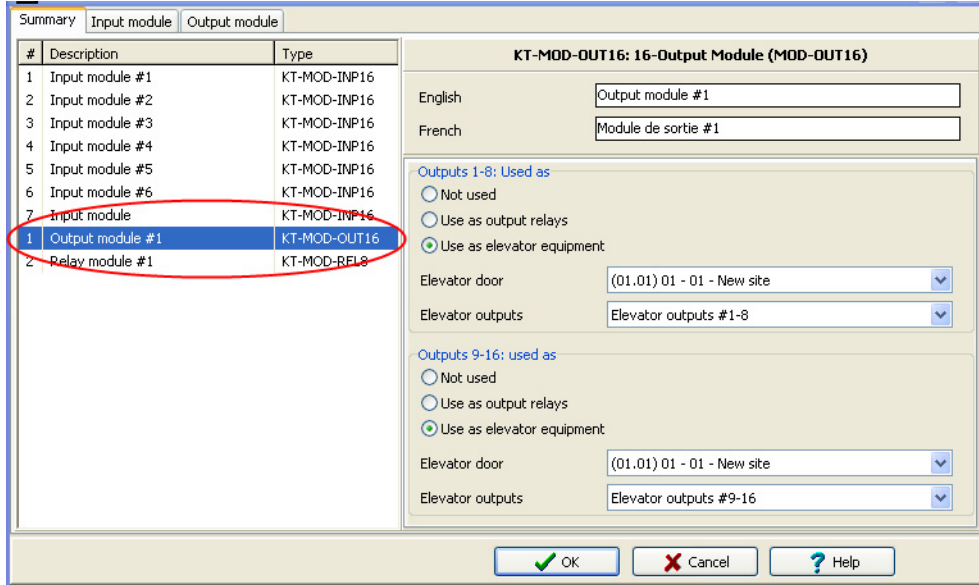 Summary Input module Output module
# Description Type
1 Input module #1 KT-MOD-INP16
2 Input module #2 KT-MOD-INP16
3 Input module #3 KT-MOD-INP16
4 Input module #4 KT-MOD-INP16
5 Input module #5 KT-MOD-INP16
6 Input module #6 KT-MOD-INP16
7 Input module KT-MOD-INP16
1 Output module #1 KT-MOD-OUT16
2 Relay module #1 KT-MOD-REL8
KT-MOD-OUT16: 16-Output Module (MOD-OUT16)
English Output module #1
French Module de sortie #1
Outputs 1-8: Used as
Not used
Use as output relays
Use as elevator equipment
Elevator door (01.01) 01 - 01 - New site
Elevator outputs Elevator outputs #1-8
Outputs 9-16: used as
Not used
Use as output relays
Use as elevator equipment
Elevator door (01.01) 01 - 01 - New site
Elevator outputs Elevator outputs #9-16
OK Cancel Help